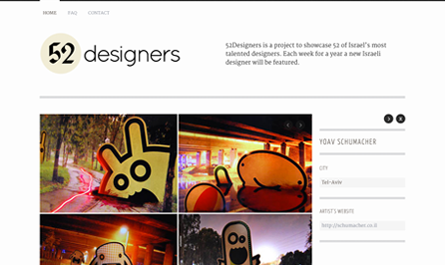 HOME FAQ CONTACT
52 designers
52Designers is a project to showcase 52 of Israel's most
talented designers. Each week for a year a new Israeli
designer will be featured.
YOAV SCHUMACHER
CITY
Tel-Aviv
ARTIST'S WEBSITE
http://schumacher.co.il